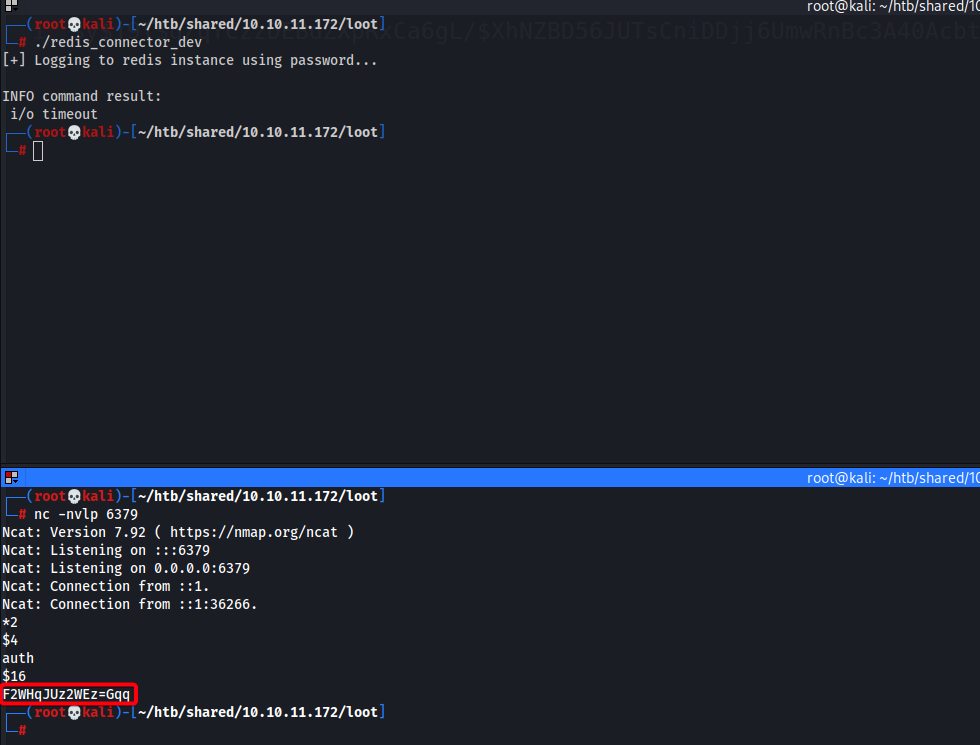 root@kali: ~/htb/shared/10
┌──(root💀kali)-[~/htb/shared/10.10.11.172/loot]
└─# ./redis_connector_dev
[+] Logging to redis instance using password...
INFO command result:
i/o timeout
┌──(root💀kali)-[~/htb/shared/10.10.11.172/loot]
└─#
root@kali: ~/htb/shared/10
┌──(root💀kali)-[~/htb/shared/10.10.11.172/loot]
└─# nc -nvlp 6379
Ncat: Version 7.92 ( https://nmap.org/ncat )
Ncat: Listening on :::6379
Ncat: Listening on 0.0.0.0:6379
Ncat: Connection from ::1.
Ncat: Connection from ::1:36266.
*2
$4
auth
$16
F2WHqJUz2WEz=Gqq
┌──(root💀kali)-[~/htb/shared/10.10.11.172/loot]
└─#